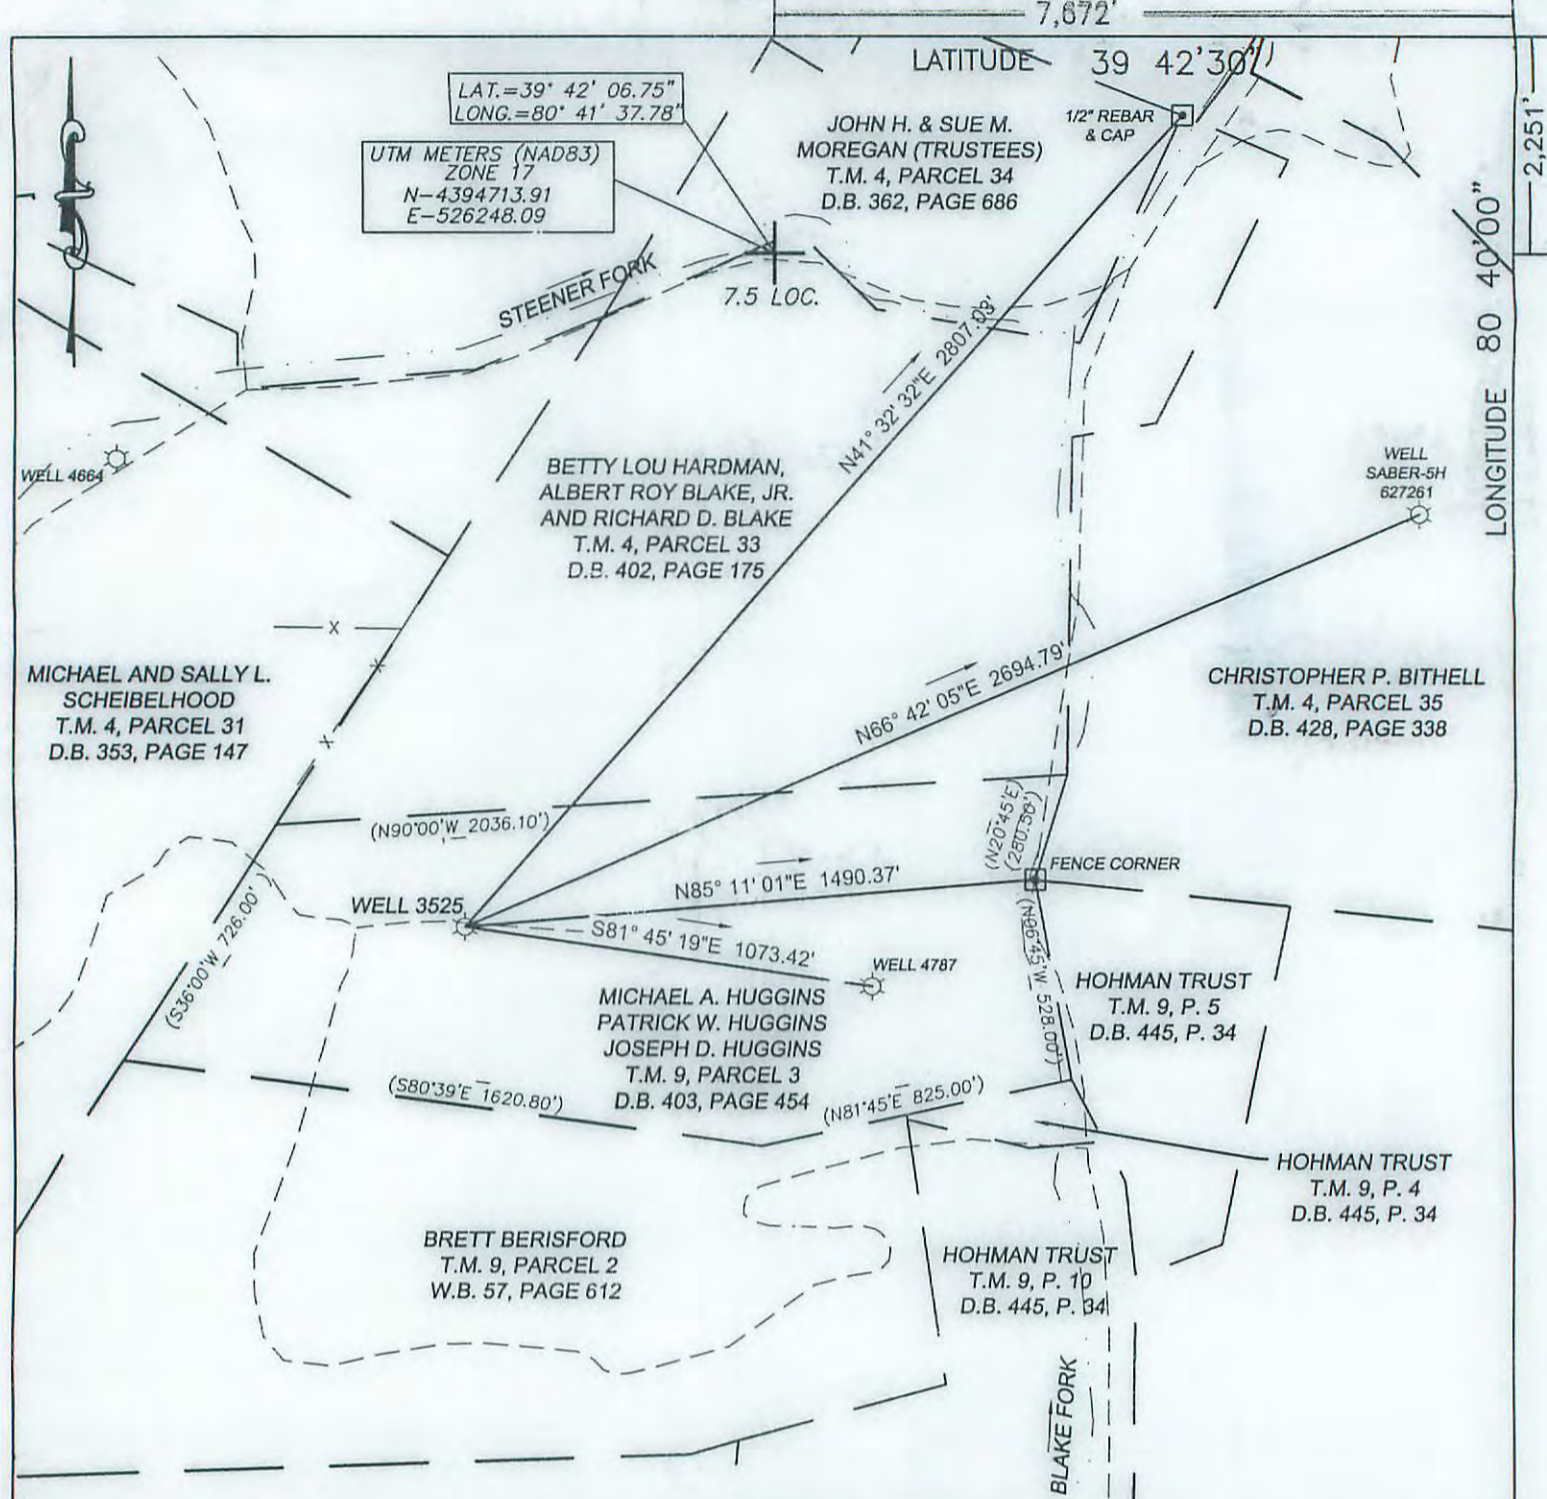 7,672'
LATITUDE 39 42'30"
2,251'
LONGITUDE 80 40'00"
LAT.=39° 42' 06.75"
LONG.=80° 41' 37.78"
UTM METERS (NAD83)
ZONE 17
N-4394713.91
E-526248.09
JOHN H. & SUE M.
MOREGAN (TRUSTEES)
T.M. 4, PARCEL 34
D.B. 362, PAGE 686
1/2" REBAR
& CAP
STEENER FORK
7.5 LOC.
N41° 32' 32"E 2807.03'
WELL 4664
BETTY LOU HARDMAN,
ALBERT ROY BLAKE, JR.
AND RICHARD D. BLAKE
T.M. 4, PARCEL 33
D.B. 402, PAGE 175
WELL
SABER-5H
627261
X
X
X
MICHAEL AND SALLY L.
SCHEIBELHOOD
T.M. 4, PARCEL 31
D.B. 353, PAGE 147
N66° 42' 05"E 2694.79'
CHRISTOPHER P. BITHELL
T.M. 4, PARCEL 35
D.B. 428, PAGE 338
(N90°00'W 2036.10')
(N20°45'E)
(280.50')
FENCE CORNER
N85° 11' 01"E 1490.37'
WELL 3525
S81° 45' 19"E 1073.42'
WELL 4787
(S36°00'W 726.00')
(N06°45'W 528.00')
MICHAEL A. HUGGINS
PATRICK W. HUGGINS
JOSEPH D. HUGGINS
T.M. 9, PARCEL 3
D.B. 403, PAGE 454
HOHMAN TRUST
T.M. 9, P. 5
D.B. 445, P. 34
(S80°39'E 1620.80')
(N81°45'E 825.00')
HOHMAN TRUST
T.M. 9, P. 4
D.B. 445, P. 34
BRETT BERISFORD
T.M. 9, PARCEL 2
W.B. 57, PAGE 612
HOHMAN TRUST
T.M. 9, P. 10
D.B. 445, P. 34
BLAKE FORK